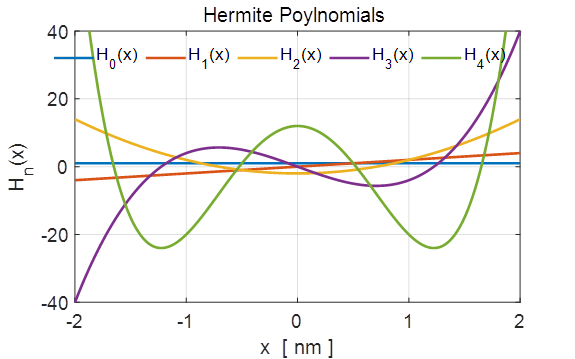 Hermite Poylnomials
H0(x) H1(x) H2(x) H3(x) H4(x)
Hn(x)
40
20
0
-20
-40
-2 -1 0 1 2
x [ nm ]